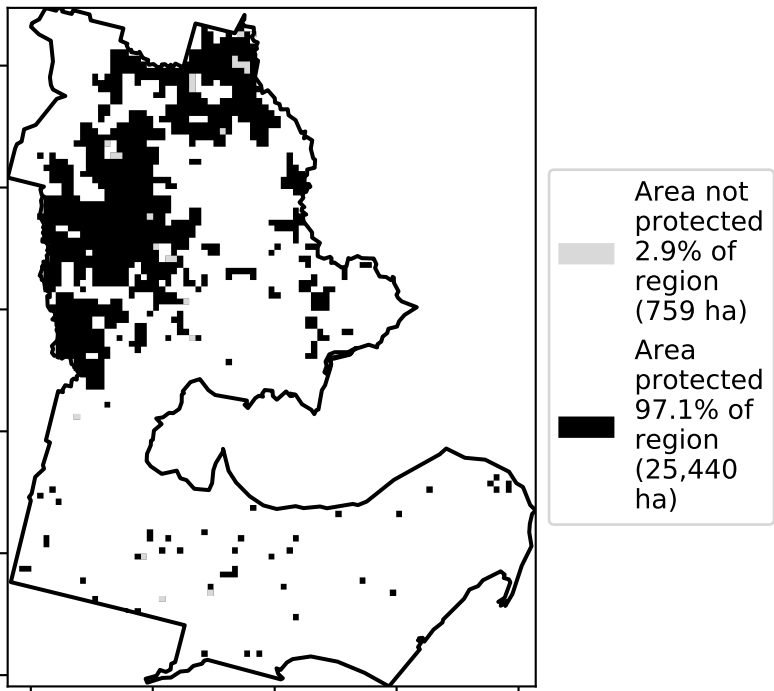 Area not
protected
2.9% of
region
(759 ha)
Area
protected
97.1% of
region
(25,440
ha)